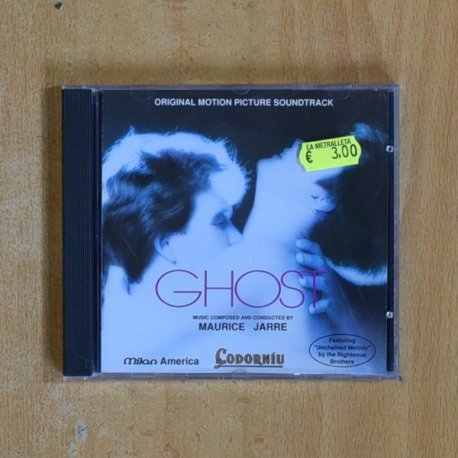 ORIGINAL MOTION PICTURE SOUNDTRACK
LA METRALLETA
€ 3,00
GHOST
MUSIC COMPOSED AND CONDUCTED BY
MAURICE JARRE
Milan America
CODORNÍU
Featuring
"Unchained Melody"
by the Righteous
Brothers